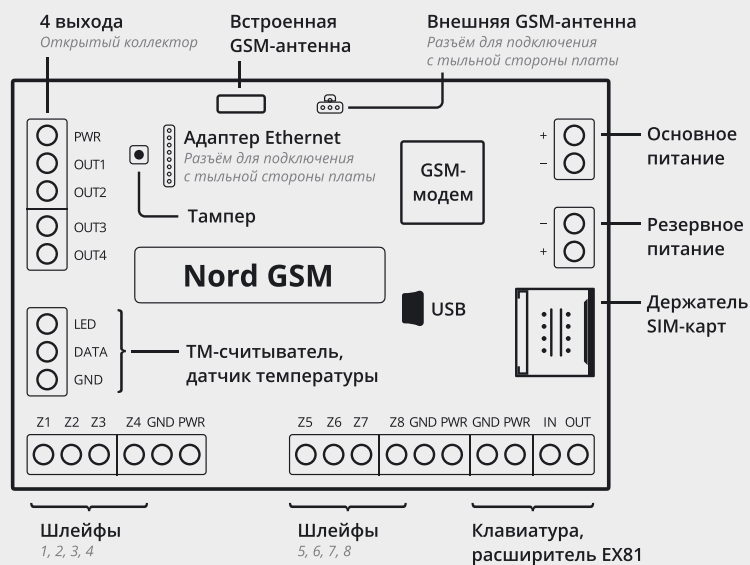 4 выхода
Открытый коллектор
Встроенная
GSM-антенна
Внешняя GSM-антенна
Разъём для подключения
с тыльной стороны платы
PWR
OUT1
OUT2
OUT3
OUT4
Адаптер Ethernet
Разъём для подключения
с тыльной стороны платы
Тампер
GSM-
модем
+
−
Основное
питание
−
+
Резервное
питание
Nord GSM
USB
Держатель
SIM-карт
LED
DATA
GND
ТМ-считыватель,
датчик температуры
Z1 Z2 Z3 Z4 GND PWR
Z5 Z6 Z7 Z8 GND PWR GND PWR IN OUT
Шлейфы
1, 2, 3, 4
Шлейфы
5, 6, 7, 8
Клавиатура,
расширитель EX81